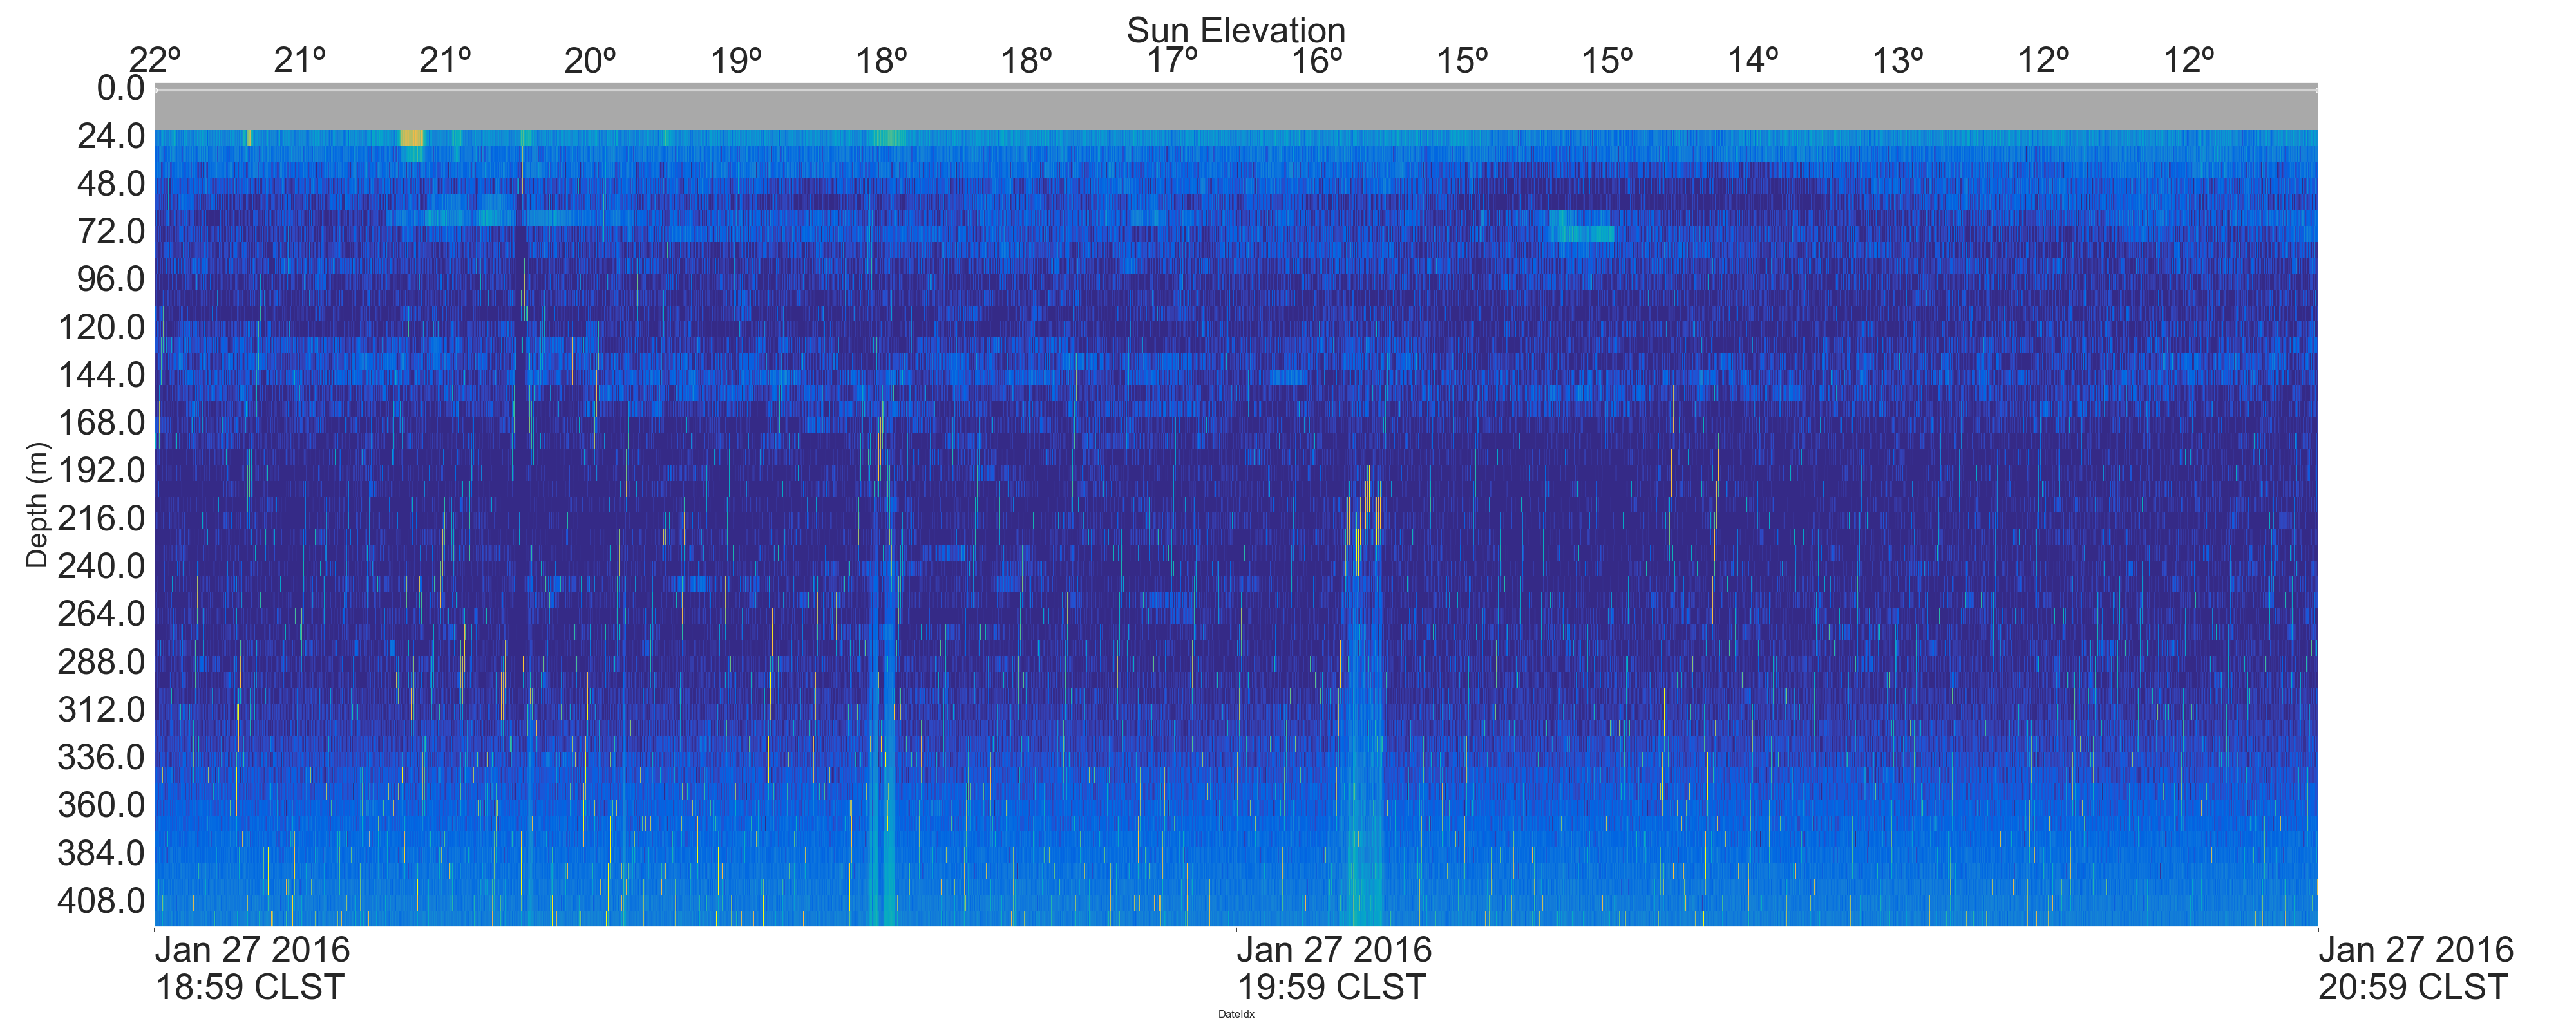 Sun Elevation
22º 21º 21º 20º 19º 18º 18º 17º 16º 15º 15º 14º 13º 12º 12º
0.0
24.0
48.0
72.0
96.0
120.0
144.0
168.0
192.0
216.0
240.0
264.0
288.0
312.0
336.0
360.0
384.0
408.0
Depth (m)
Jan 27 2016
18:59 CLST
Jan 27 2016
19:59 CLST
Jan 27 2016
20:59 CLST
DateIdx